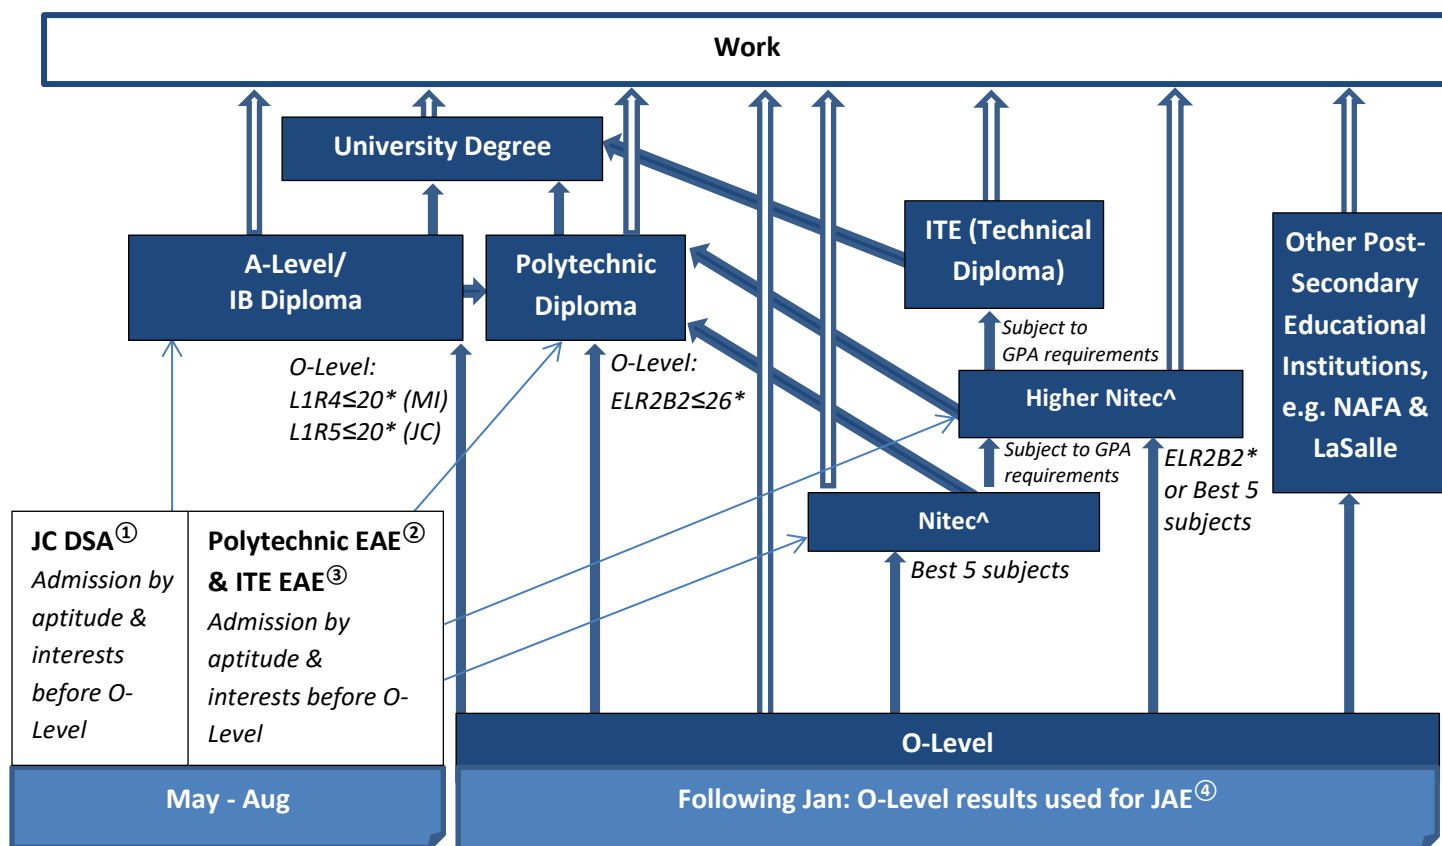 Work
University Degree
A-Level/
IB Diploma
Polytechnic
Diploma
ITE (Technical
Diploma)
Other Post-
Secondary
Educational
Institutions,
e.g. NAFA &
LaSalle
Subject to
GPA requirements
O-Level:
L1R4≤20* (MI)
L1R5≤20* (JC)
O-Level:
ELR2B2≤26*
Higher Nitec^
Subject to GPA
requirements
ELR2B2*
or Best 5
subjects
Nitec^
Best 5 subjects
JC DSA①
Admission by
aptitude &
interests
before O-
Level
Polytechnic EAE②
& ITE EAE③
Admission by
aptitude &
interests before O-
Level
O-Level
May - Aug
Following Jan: O-Level results used for JAE④